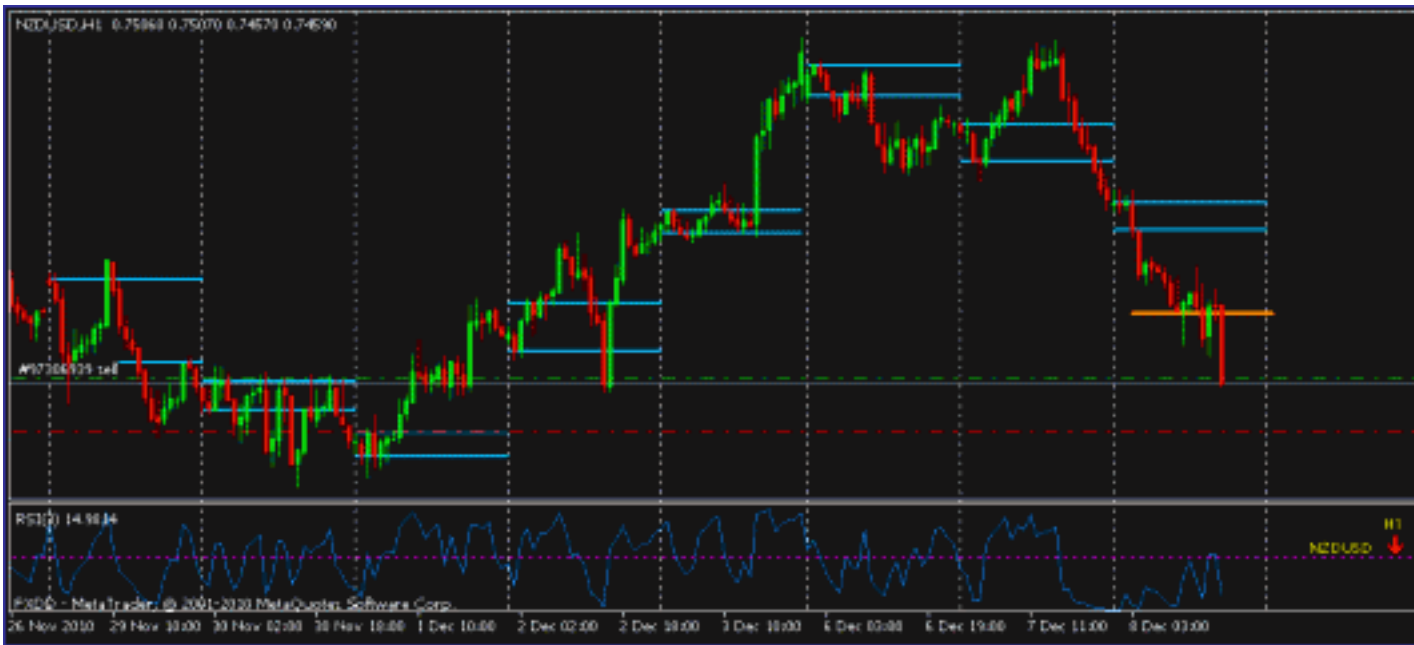 NZDUSD,H1 0.75060 0.75070 0.74570 0.74590
sell
H1
NZDUSD
FXDD - MetaTrader, © 2001-2010 MetaQuotes Software Corp.
26 Nov 2010 29 Nov 10:00 30 Nov 02:00 30 Nov 18:00 1 Dec 10:00 2 Dec 02:00 2 Dec 18:00 3 Dec 10:00 6 Dec 03:00 6 Dec 19:00 7 Dec 11:00 8 Dec 03:00